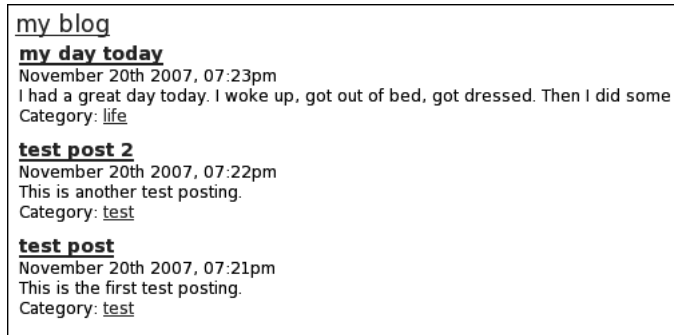 my blog
my day today
November 20th 2007, 07:23pm
I had a great day today. I woke up, got out of bed, got dressed. Then I did some
Category: life
test post 2
November 20th 2007, 07:22pm
This is another test posting.
Category: test
test post
November 20th 2007, 07:21pm
This is the first test posting.
Category: test